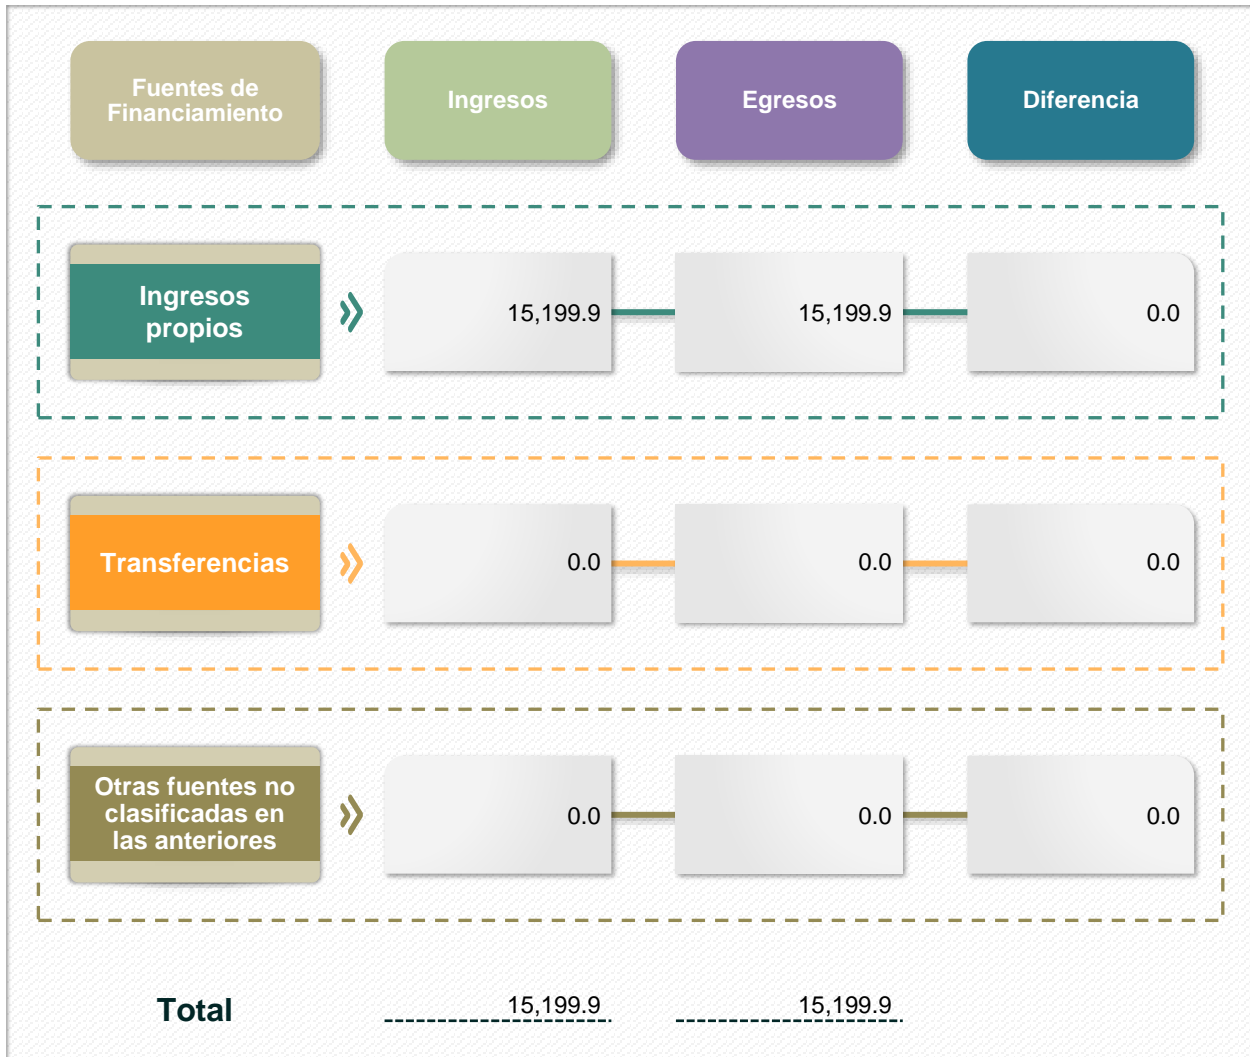 Fuentes de
Financiamiento
Ingresos
Egresos
Diferencia
Ingresos
propios
15,199.9
15,199.9
0.0
Transferencias
0.0
0.0
0.0
Otras fuentes no
clasificadas en
las anteriores
0.0
0.0
0.0
Total
15,199.9
15,199.9